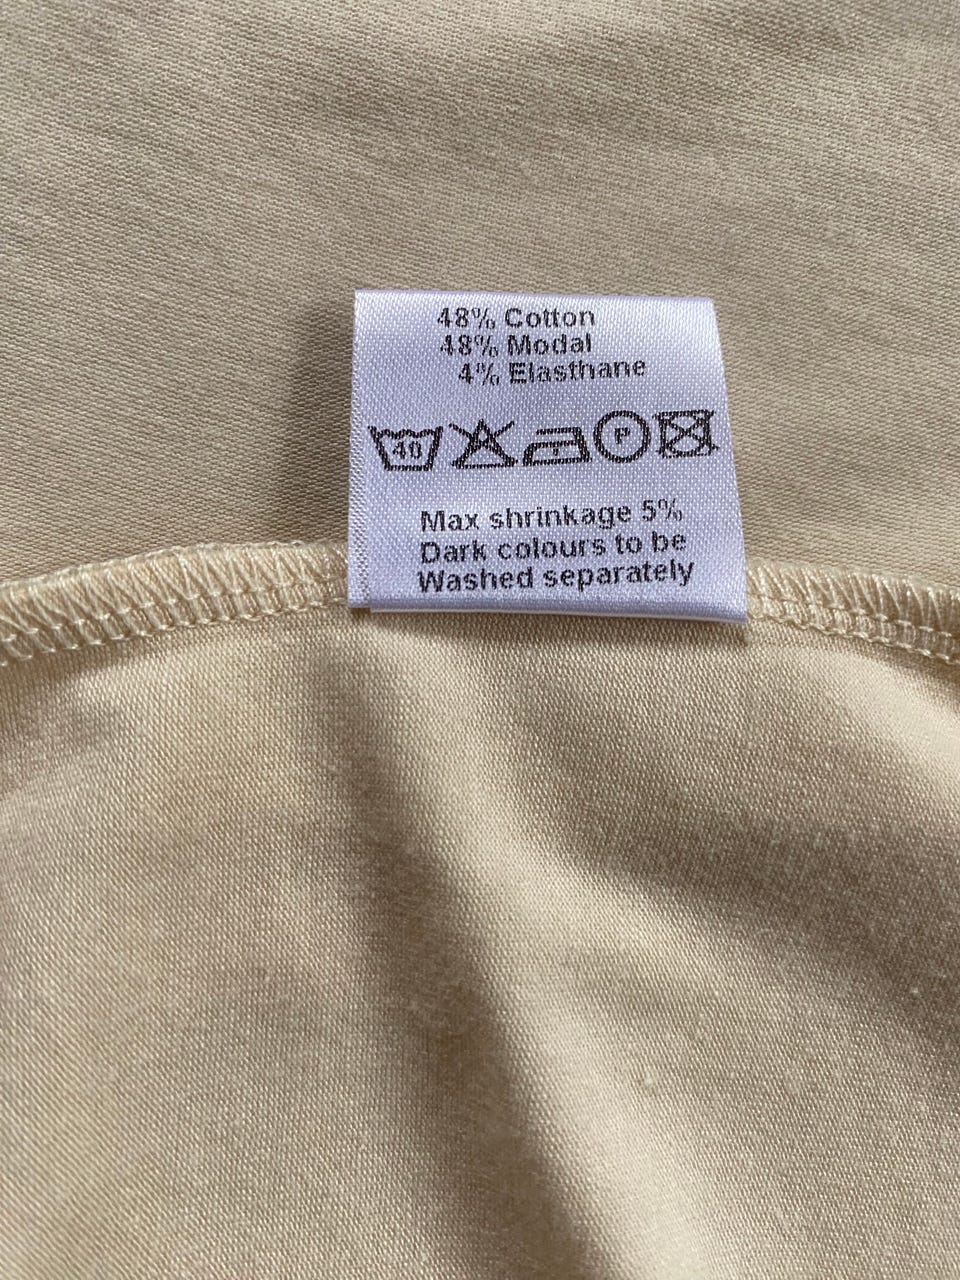 48% Cotton
48% Modal
4% Elasthane
40 P
Max shrinkage 5%
Dark colours to be
Washed separately